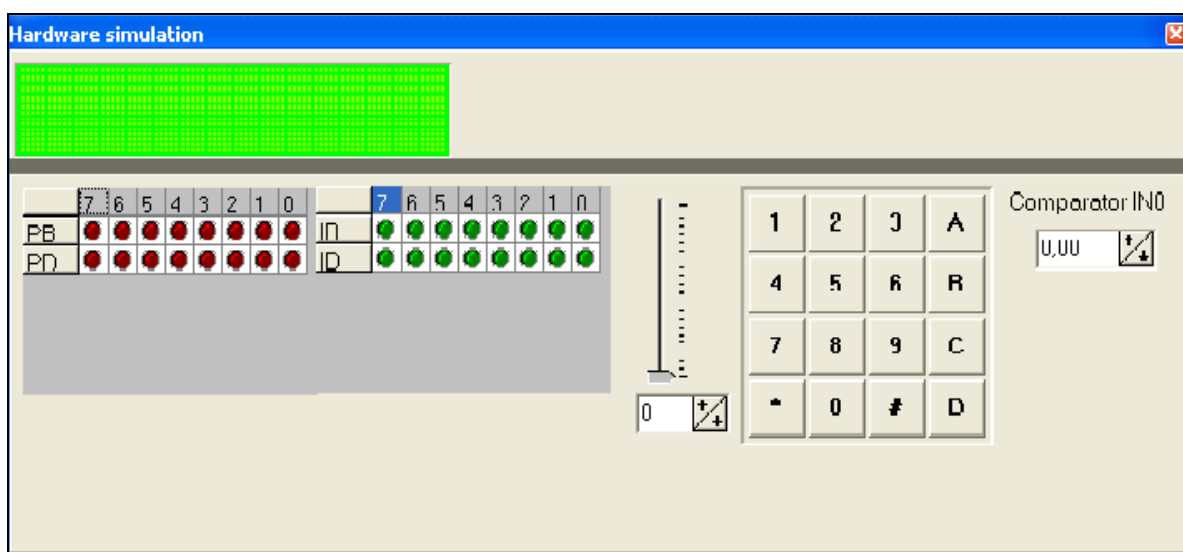 Hardware simulation
7 6 5 4 3 2 1 0
7 6 5 4 3 2 1 0
PB
PD
ID
0
1 2 3 A
4 5 6 B
7 8 9 C
* 0 # D
Comparator IN0
0,00